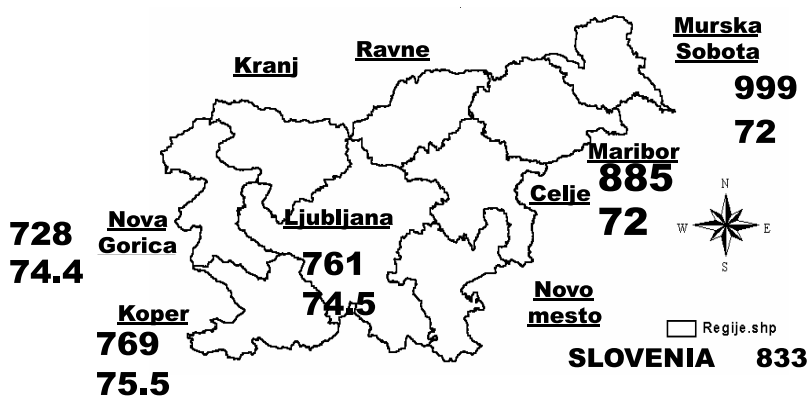 Murska
Sobota
999
72
Ravne
Kranj
Maribor
885
72
Celje
N
W E
S
Nova
Gorica
728
74.4
Ljubljana
761
74.5
Koper
769
75.5
Novo
mesto
Regije.shp
SLOVENIA 833